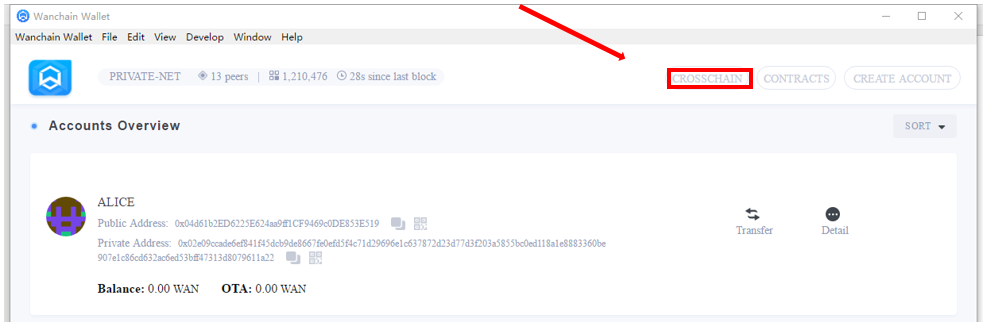 Wanchain Wallet
Wanchain Wallet File Edit View Develop Window Help
PRIVATE-NET 13 peers | 1,210,476 28s since last block CROSSCHAIN CONTRACTS CREATE ACCOUNT
Accounts Overview SORT
ALICE
Public Address: 0x04d61b2ED6225E624aa9ff1CF9469c0DE853E519
Private Address: 0x02e09ccade6ef841f45dcb9de8667fe0efd5f4c71d29696e1c637872d23d77d3f203a5855bc0ed118a1e8883360be
907e1c86cd632ac6ed53bff47313d8079611a22
Transfer Detail
Balance: 0.00 WAN OTA: 0.00 WAN